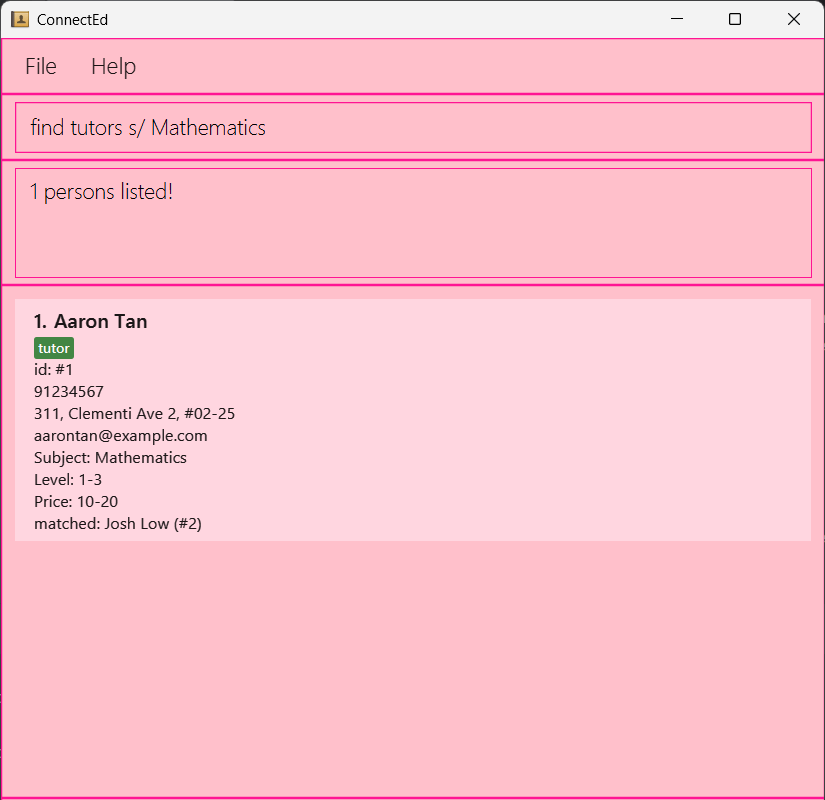 ConnectEd
File Help
find tutors s/ Mathematics
1 persons listed!
1. Aaron Tan
tutor
id: #1
91234567
311, Clementi Ave 2, #02-25
aarontan@example.com
Subject: Mathematics
Level: 1-3
Price: 10-20
matched: Josh Low (#2)